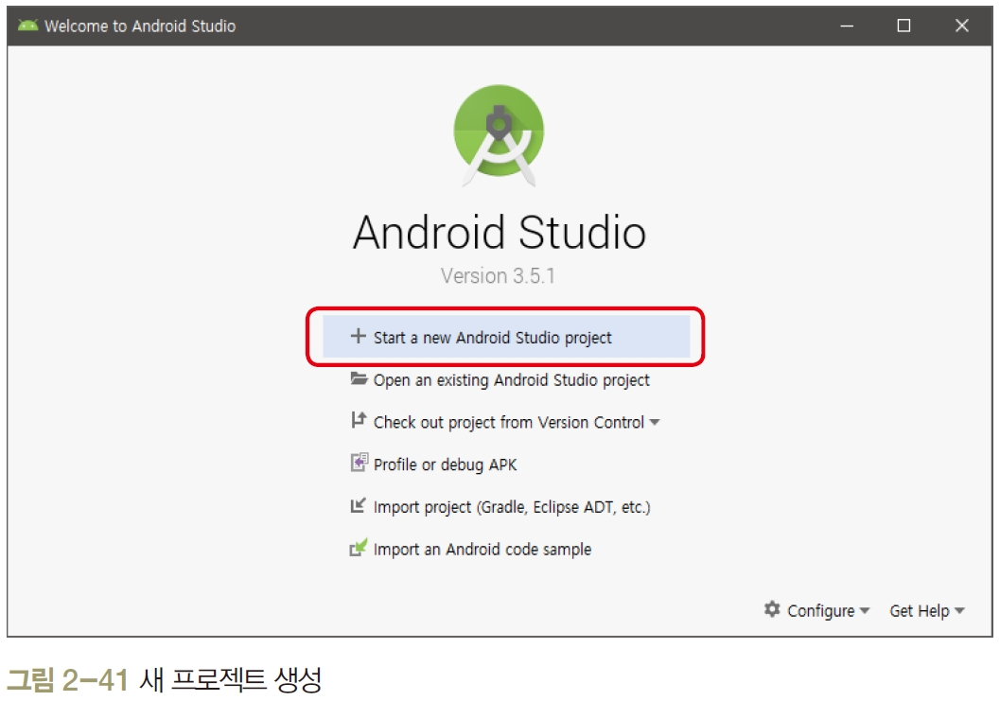 Welcome to Android Studio
Android Studio
Version 3.5.1
Start a new Android Studio project
Open an existing Android Studio project
Check out project from Version Control
Profile or debug APK
Import project (Gradle, Eclipse ADT, etc.)
Import an Android code sample
Configure Get Help
그림 2-41 새 프로젝트 생성